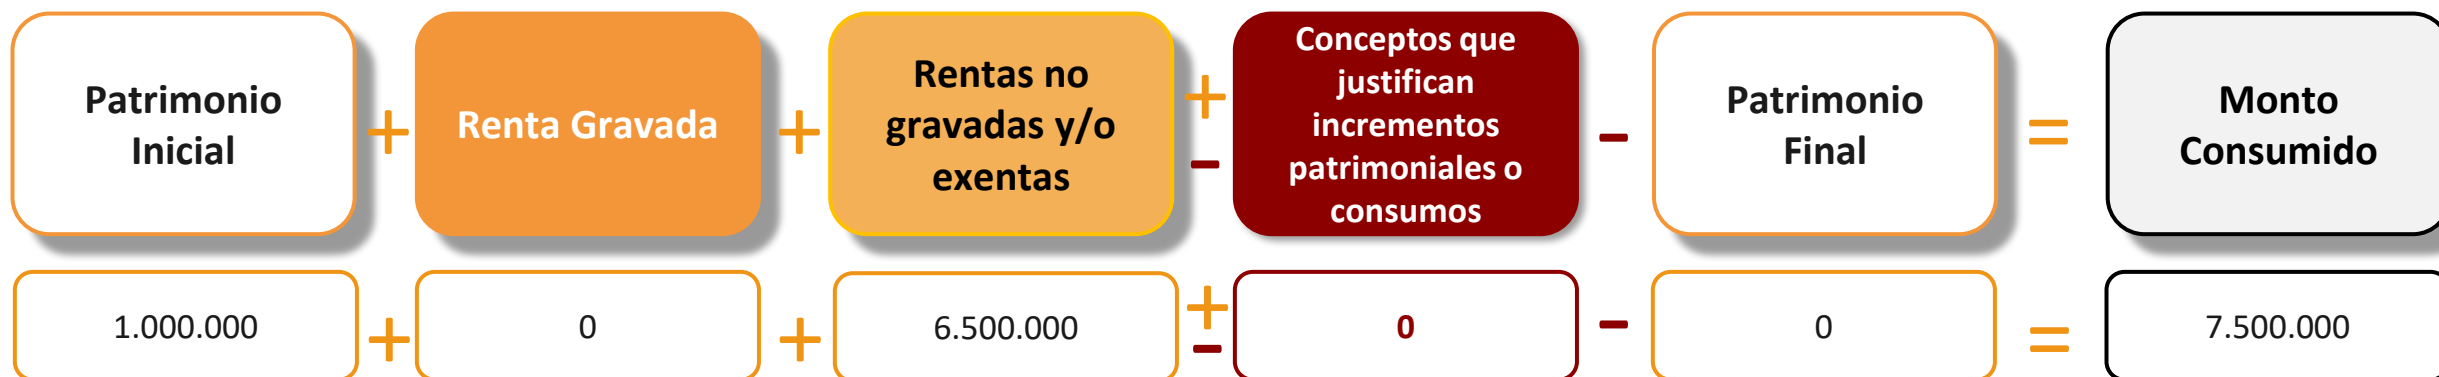 Patrimonio
Inicial
+
Renta Gravada
+
Rentas no
gravadas y/o
exentas
+
-
Conceptos que
justifican
incrementos
patrimoniales o
consumos
-
Patrimonio
Final
=
Monto
Consumido
1.000.000
+
0
+
6.500.000
+
-
0
-
0
=
7.500.000